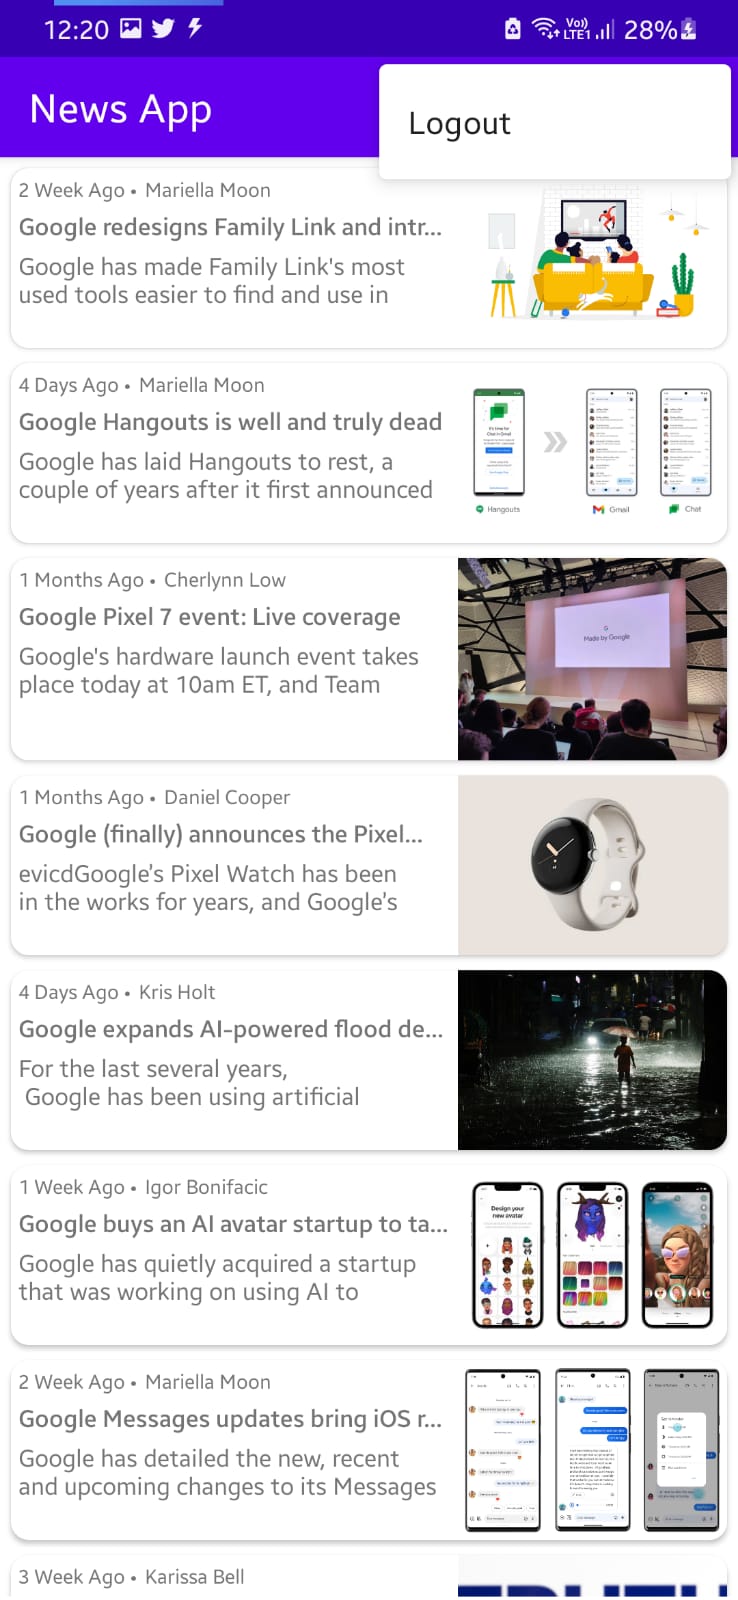 12:20
Vo))
LTE1
28%
News App
Logout
2 Week Ago • Mariella Moon
Google redesigns Family Link and intr...
Google has made Family Link's most
used tools easier to find and use in
4 Days Ago • Mariella Moon
Google Hangouts is well and truly dead
Google has laid Hangouts to rest, a
couple of years after it first announced
It's time for
Chat in Gmail
Hangouts
Gmail
Chat
1 Months Ago • Cherlynn Low
Google Pixel 7 event: Live coverage
Google's hardware launch event takes
place today at 10am ET, and Team
G
Made by Google
1 Months Ago • Daniel Cooper
Google (finally) announces the Pixel...
evicdGoogle's Pixel Watch has been
in the works for years, and Google's
4 Days Ago • Kris Holt
Google expands AI-powered flood de...
For the last several years,
Google has been using artificial
1 Week Ago • Igor Bonifacic
Google buys an AI avatar startup to ta...
Google has quietly acquired a startup
that was working on using AI to
Design your
new avatar
2 Week Ago • Mariella Moon
Google Messages updates bring iOS r...
Google has detailed the new, recent
and upcoming changes to its Messages
3 Week Ago • Karissa Bell